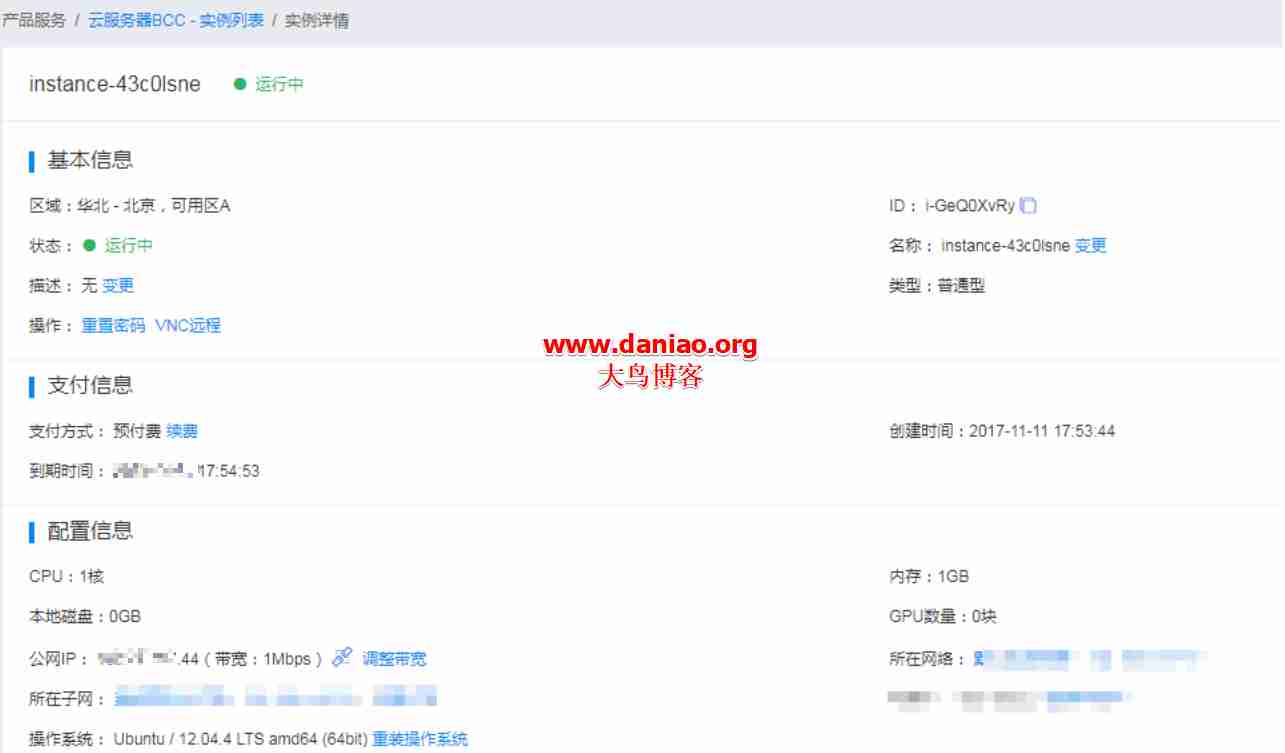 产品服务 / 云服务器BCC - 实例列表 / 实例详情
instance-43c0lsne 运行中
基本信息
区域：华北 - 北京，可用区A
ID： i-GeQ0XvRy
状态： 运行中
名称： instance-43c0lsne 变更
描述： 无 变更
类型：普通型
操作： 重置密码 VNC远程
www.daniao.org
大鸟博客
支付信息
支付方式： 预付费 续费
创建时间：2017-11-11 17:53:44
到期时间： 17:54:53
配置信息
CPU：1核
内存：1GB
本地磁盘：0GB
GPU数量：0块
公网IP： .44 ( 带宽：1Mbps ) 调整带宽
所在网络：
所在子网：
操作系统： Ubuntu / 12.04.4 LTS amd64 (64bit) 重装操作系统